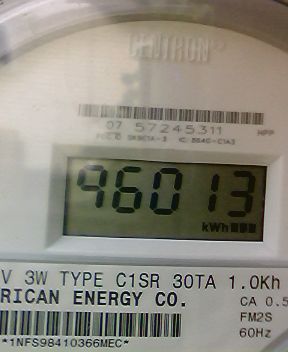 CENTRON
07 57245311 HPP
96013
kWh
V 3W TYPE C1SR 30TA 1.0Kh
RICAN ENERGY CO.
CA 0.5
FM2S
60Hz
*1NFS98410366MEC*